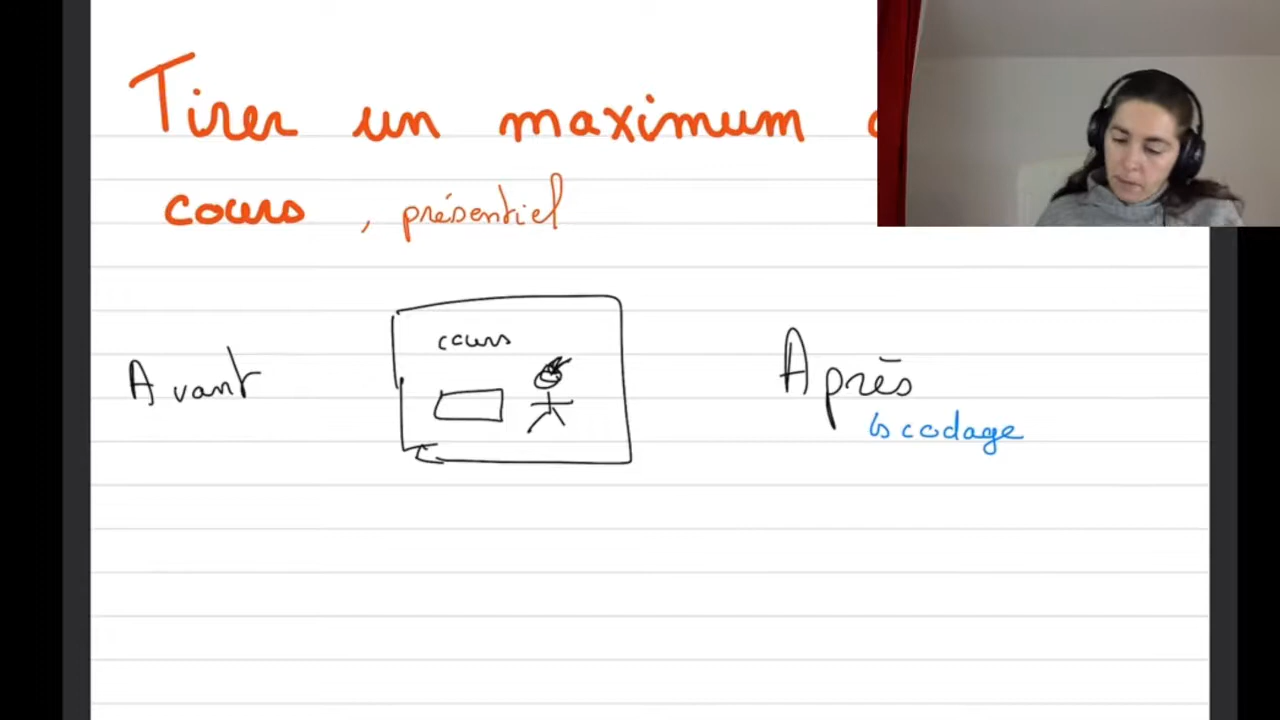 Tirer un maximum
cours, présentiel
cours
Avant
Après
↳ codage